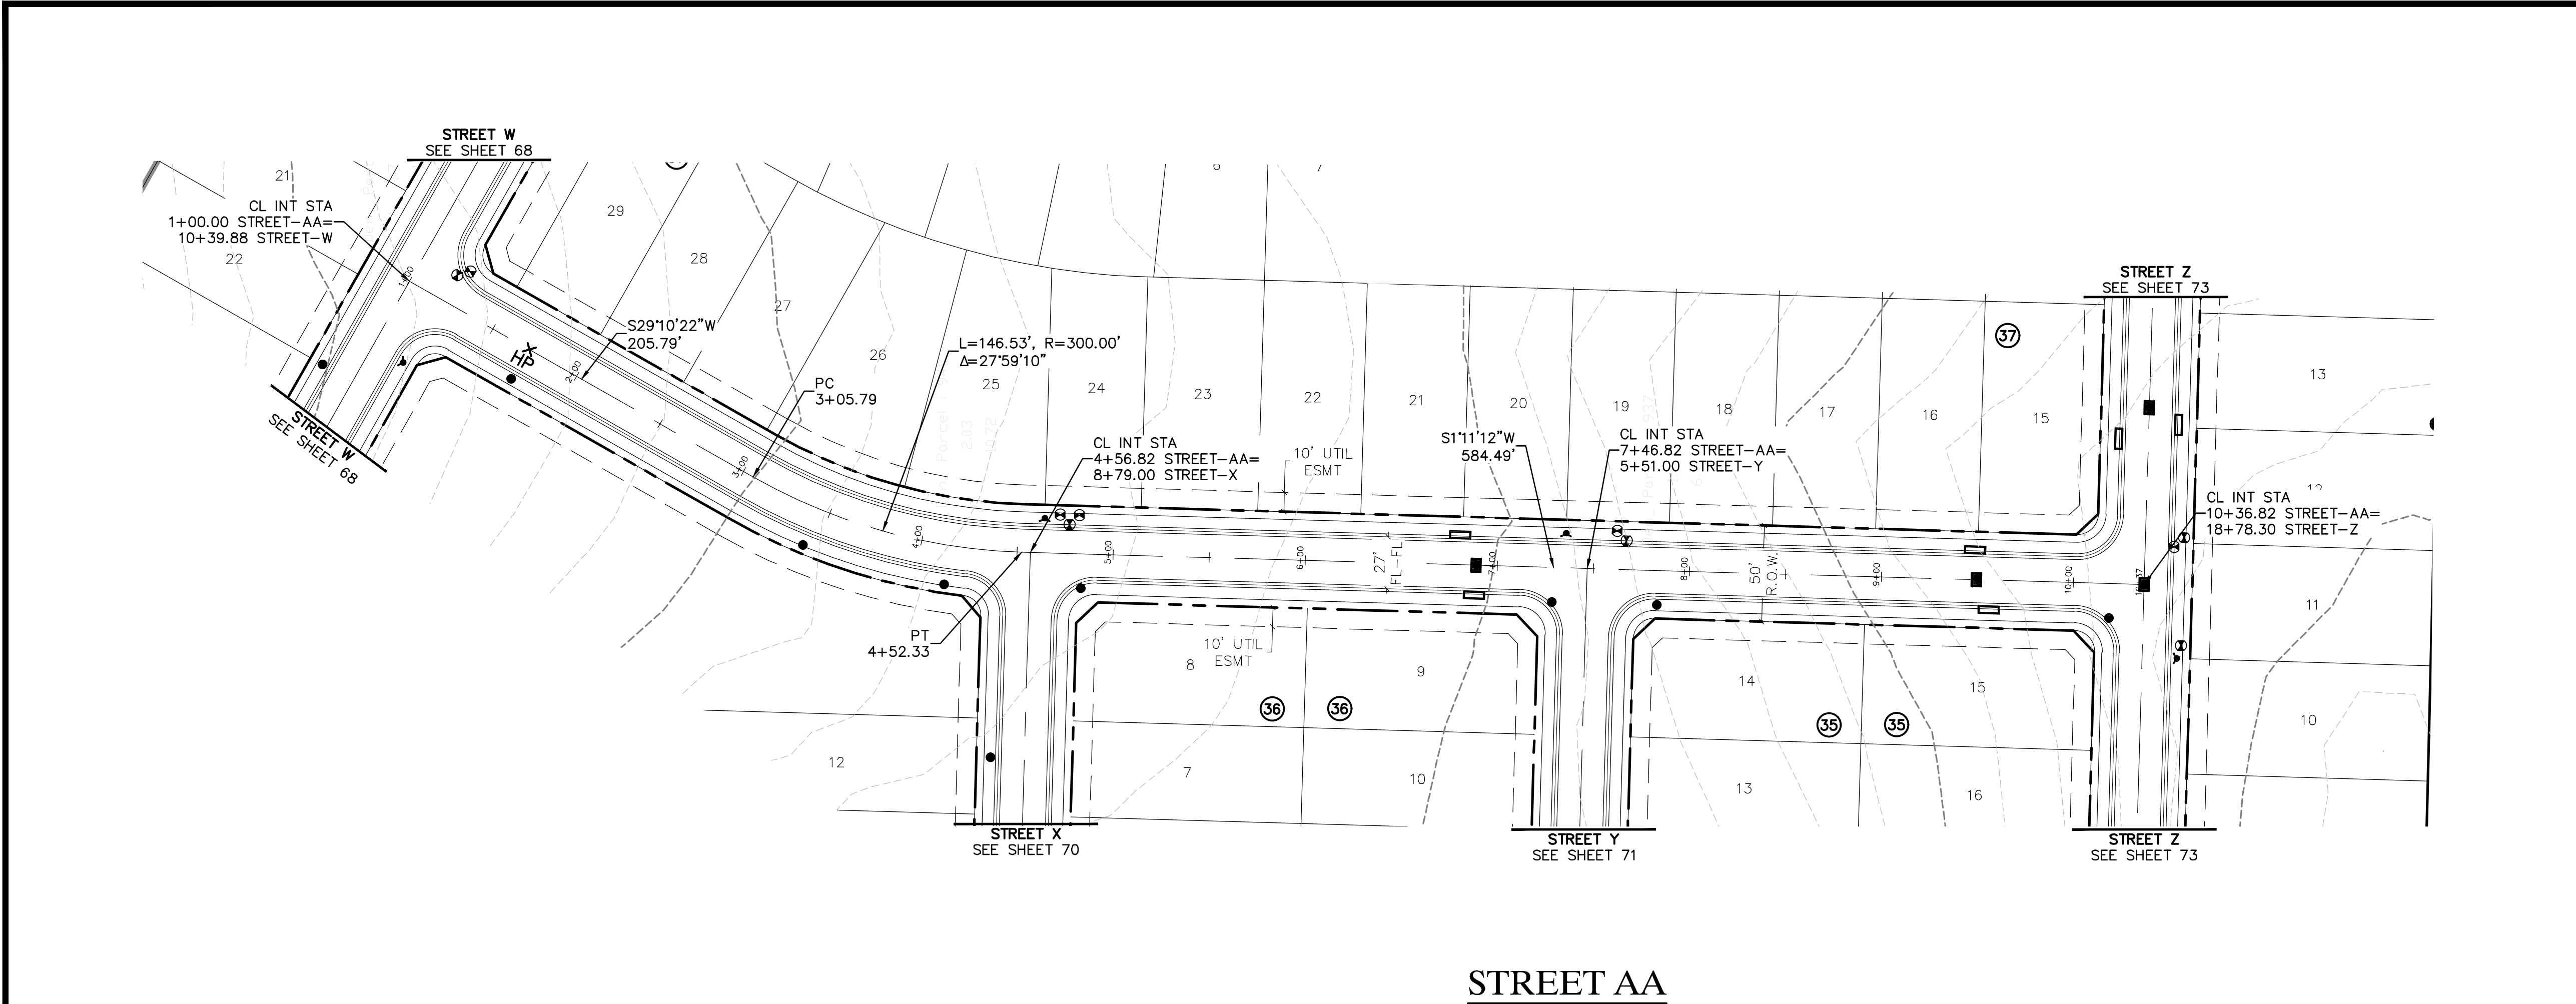 STREET W
SEE SHEET 68
21
CL INT STA
1+00.00 STREET-AA=
10+39.88 STREET-W
22
1+00
29
28
27
26
25
24
23
22
21
20
19
18
17
16
15
6
7
37
HP
2+00
S29°10'22"W
205.79'
STREET W
SEE SHEET 68
PC
3+05.79
3+00
L=146.53', R=300.00'
Δ=27°59'10"
4+00
PT
4+52.33
CL INT STA
4+56.82 STREET-AA=
8+79.00 STREET-X
5+00
6+00
10' UTIL
ESMT
10' UTIL
ESMT
27'
FL-FL
7+00
S1°11'12"W
584.49'
CL INT STA
7+46.82 STREET-AA=
5+51.00 STREET-Y
8+00
50'
R.O.W.
9+00
10+00
10+37
STREET Z
SEE SHEET 73
13
12
CL INT STA
10+36.82 STREET-AA=
18+78.30 STREET-Z
11
10
12
8
9
36
36
7
10
14
15
35
35
13
16
STREET X
SEE SHEET 70
STREET Y
SEE SHEET 71
STREET Z
SEE SHEET 73
STREET AA